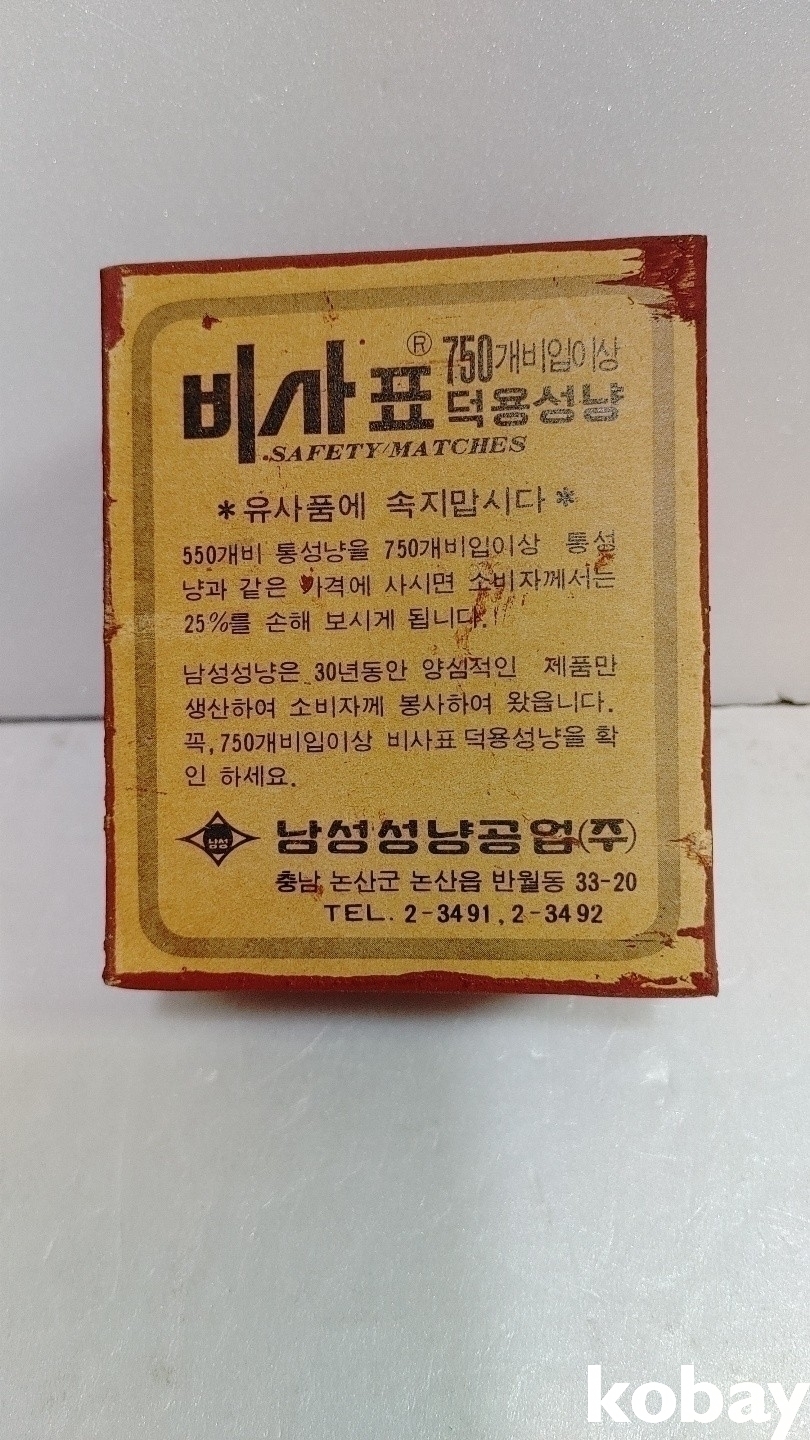 비사표® 750개비입이상
덕용성냥
SAFETY MATCHES
*유사품에 속지맙시다*
550개비 통성냥을 750개비입이상 통성
냥과 같은 가격에 사시면 소비자께서는
25%를 손해 보시게 됩니다.!
남성성냥은 30년동안 양심적인 제품만
생산하여 소비자께 봉사하여 왔읍니다.
꼭, 750개비입이상 비사표 덕용성냥을 확
인 하세요.
남성 남성성냥공업(주)
충남 논산군 논산읍 반월동 33-20
TEL. 2-3491, 2-3492
kobay